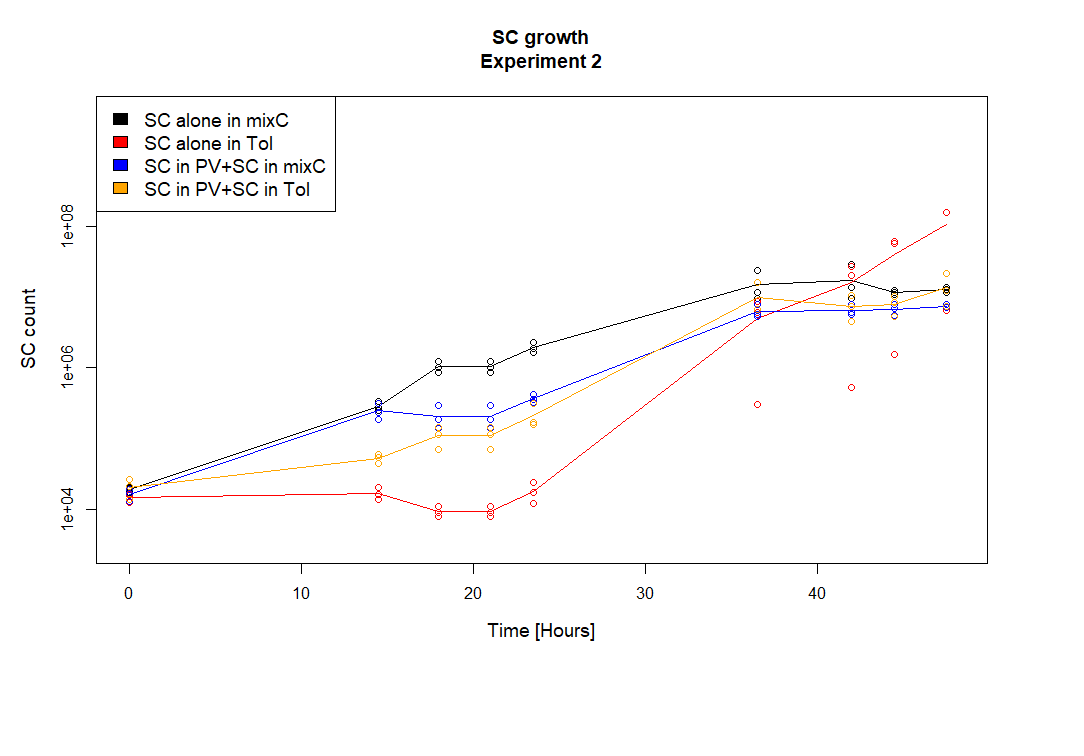 SC growth
Experiment 2
SC alone in mixC
SC alone in Tol
SC in PV+SC in mixC
SC in PV+SC in Tol
1e+08
1e+06
1e+04
SC count
0 10 20 30 40
Time [Hours]